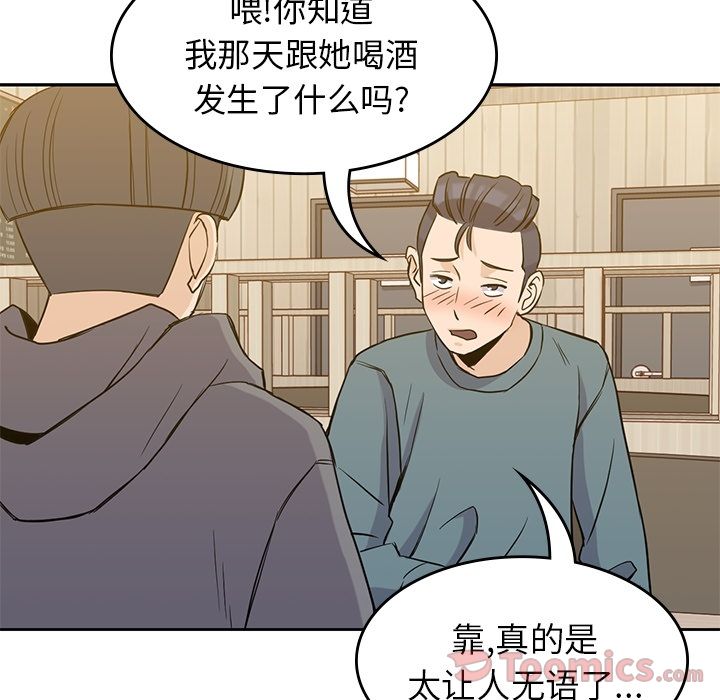 喂!你知道
我那天跟她喝酒
发生了什么吗?
靠,真的是
太让人无语了...
Toomics.com